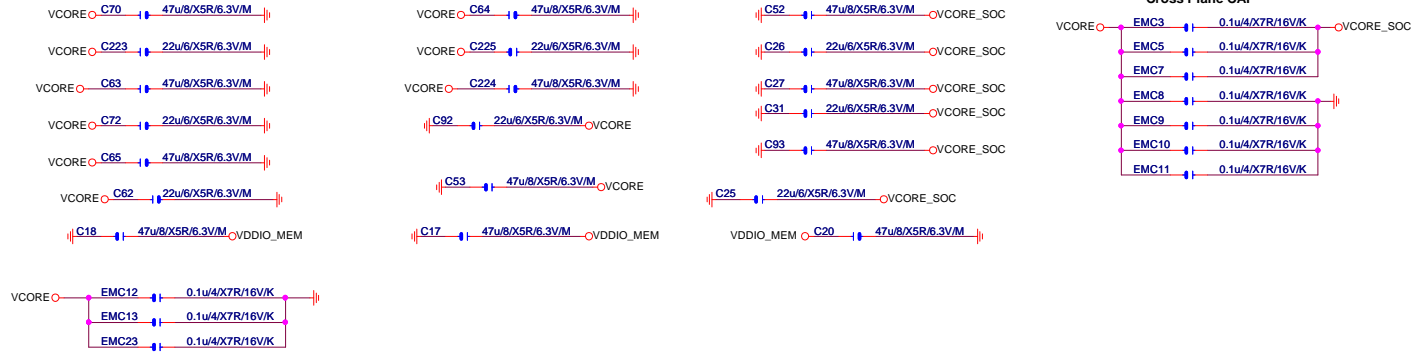 Cross Plane CAP
VCORE C70 47u/8/X5R/6.3V/M
VCORE C64 47u/8/X5R/6.3V/M
C52 47u/8/X5R/6.3V/M VCORE_SOC
VCORE EMC3 0.1u/4/X7R/16V/K VCORE_SOC
VCORE C223 22u/6/X5R/6.3V/M
VCORE C225 22u/6/X5R/6.3V/M
C26 22u/6/X5R/6.3V/M VCORE_SOC
EMC5 0.1u/4/X7R/16V/K
EMC7 0.1u/4/X7R/16V/K
VCORE C63 47u/8/X5R/6.3V/M
VCORE C224 47u/8/X5R/6.3V/M
C27 47u/8/X5R/6.3V/M VCORE_SOC
EMC8 0.1u/4/X7R/16V/K
C31 22u/6/X5R/6.3V/M VCORE_SOC
VCORE C72 22u/6/X5R/6.3V/M
C92 22u/6/X5R/6.3V/M VCORE
EMC9 0.1u/4/X7R/16V/K
C93 47u/8/X5R/6.3V/M VCORE_SOC
EMC10 0.1u/4/X7R/16V/K
VCORE C65 47u/8/X5R/6.3V/M
EMC11 0.1u/4/X7R/16V/K
C53 47u/8/X5R/6.3V/M VCORE
VCORE C62 22u/6/X5R/6.3V/M
C25 22u/6/X5R/6.3V/M VCORE_SOC
C18 47u/8/X5R/6.3V/M VDDIO_MEM
C17 47u/8/X5R/6.3V/M VDDIO_MEM
VDDIO_MEM C20 47u/8/X5R/6.3V/M
VCORE EMC12 0.1u/4/X7R/16V/K
EMC13 0.1u/4/X7R/16V/K
EMC23 0.1u/4/X7R/16V/K